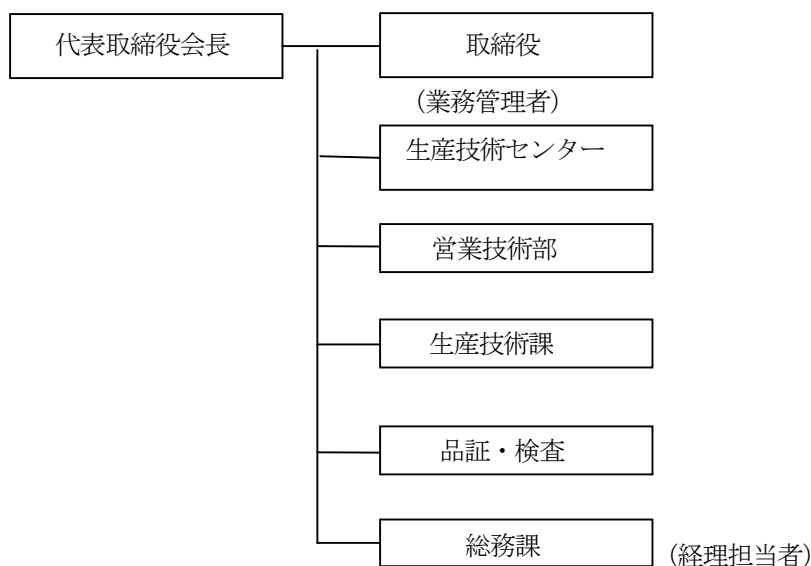 代表取締役会長
取締役
(業務管理者)
生産技術センター
営業技術部
生産技術課
品証・検査
総務課
(経理担当者)